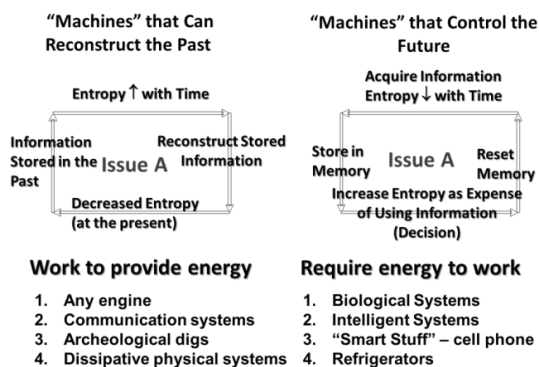 “Machines” that Can
Reconstruct the Past
Entropy ↑ with Time
Information
Stored in the
Past
Issue A
Reconstruct Stored
Information
Decreased Entropy
(at the present)
Work to provide energy
1. Any engine
2. Communication systems
3. Archeological digs
4. Dissipative physical systems
“Machines” that Control the
Future
Acquire Information
Entropy ↓ with Time
Store in
Memory
Issue A
Reset
Memory
Increase Entropy as Expense
of Using Information
(Decision)
Require energy to work
1. Biological Systems
2. Intelligent Systems
3. “Smart Stuff” – cell phone
4. Refrigerators